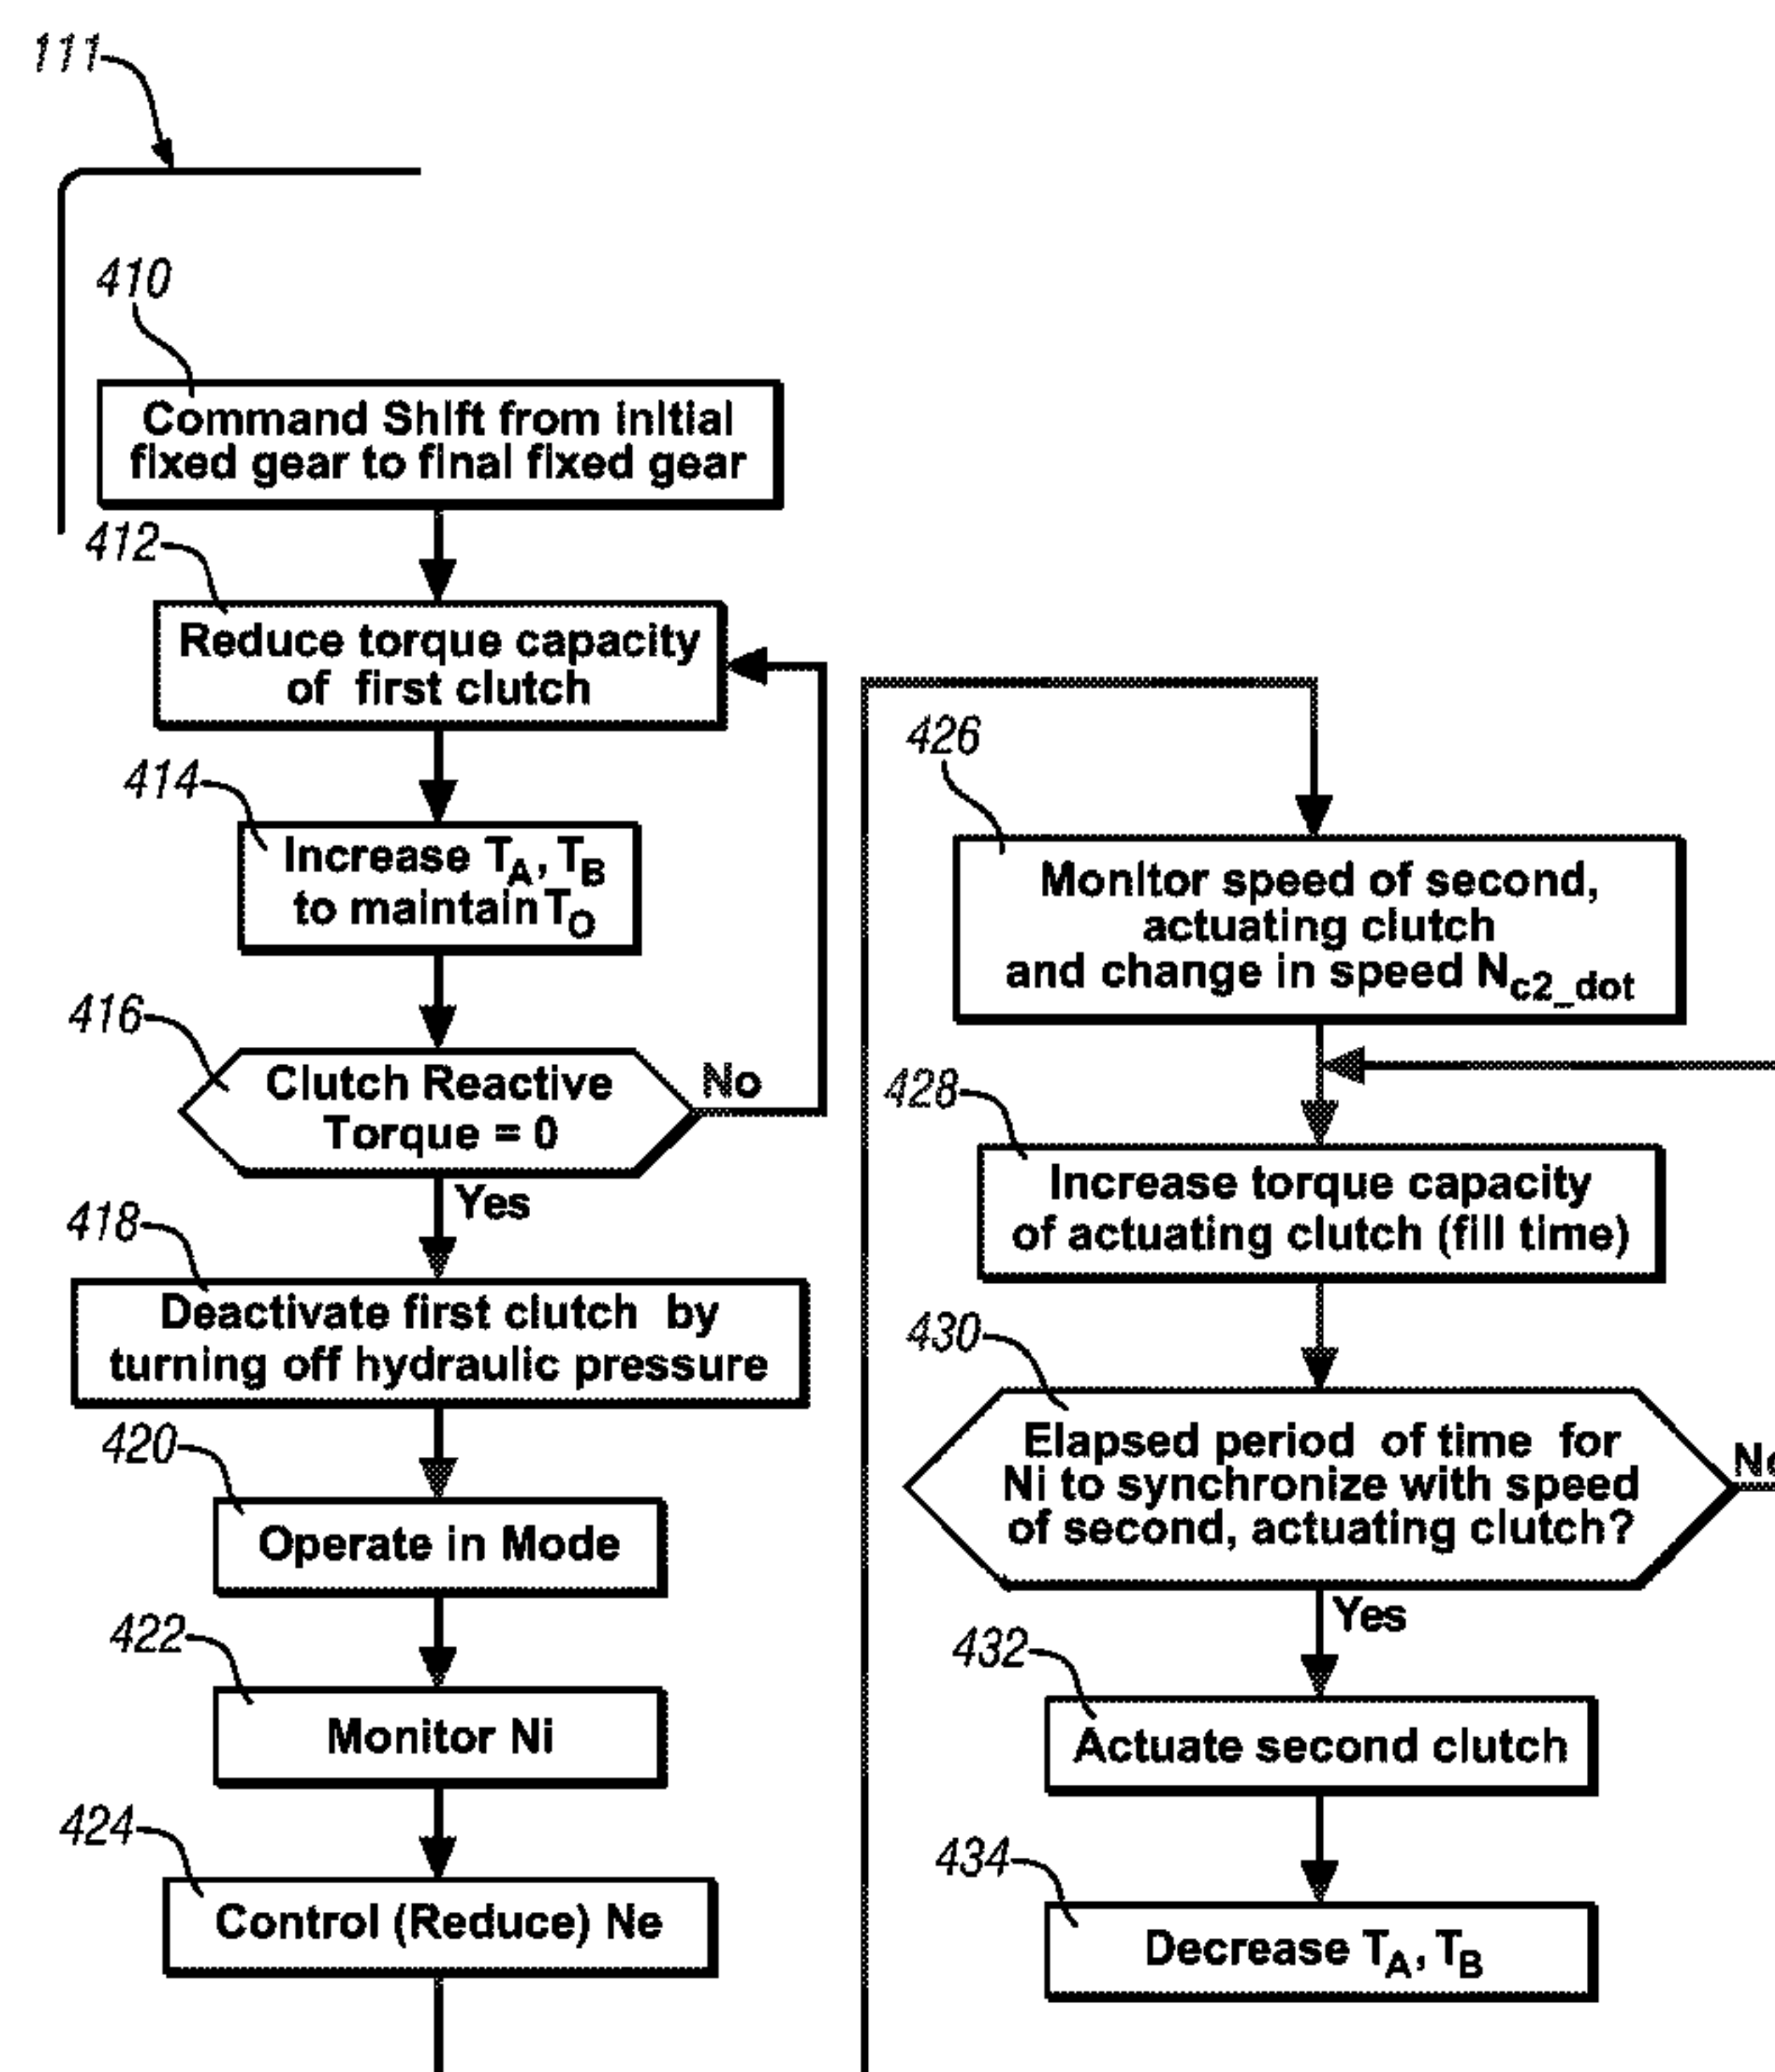 111
410
Command Shift from initial
fixed gear to final fixed gear
412
Reduce torque capacity
of first clutch
414
Increase TA, TB
to maintain TO
416
Clutch Reactive
Torque = 0
No
Yes
418
Deactivate first clutch by
turning off hydraulic pressure
420
Operate in Mode
422
Monitor Ni
424
Control (Reduce) Ne
426
Monitor speed of second,
actuating clutch
and change in speed Nc2_dot
428
Increase torque capacity
of actuating clutch (fill time)
430
Elapsed period of time for
Ni to synchronize with speed
of second, actuating clutch?
Yes
432
Actuate second clutch
434
Decrease TA, TB